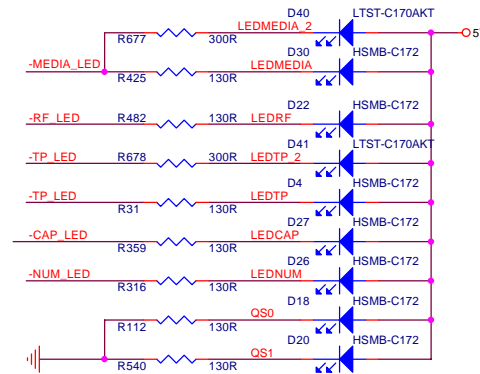 D40 LTST-C170AKT
LEDMEDIA_2
R677 300R
5
D30 HSMB-C172
-MEDIA_LED LEDMEDIA
R425 130R
D22 HSMB-C172
-RF_LED R482 130R LEDRF
D41 LTST-C170AKT
-TP_LED R678 300R LEDTP_2
D4 HSMB-C172
-TP_LED LEDTP
R31 130R
D27 HSMB-C172
-CAP_LED LEDCAP
R359 130R
D26 HSMB-C172
-NUM_LED LEDNUM
R316 130R
D18 HSMB-C172
QS0
R112 130R
D20 HSMB-C172
QS1
R540 130R